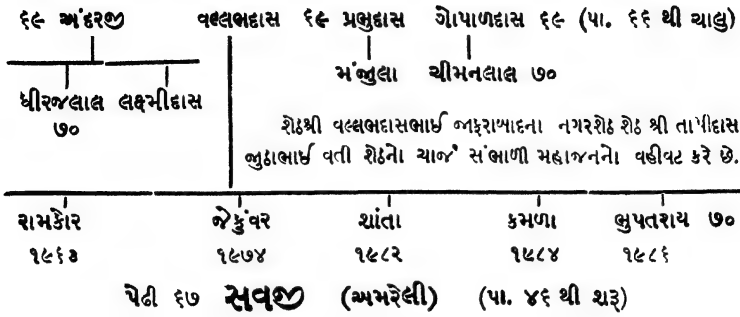 ૬૯ અંદરજી વલ્લભદાસ ૬૯ પ્રભુદાસ ગોપાળદાસ ૬૯ (પા. ૬૬ થી ચાલુ)
મંજુલા ચીમનલાલ ૭૦
ધીરજલાલ લક્ષ્મીદાસ
૭૦
શેઠશ્રી વલ્લભદાસભાઈ જાફરાબાદના નગરશેઠ શેઠ શ્રી તાપીદાસ
જુઠાભાઈ વતી શેઠનો ચાર્જ સંભાળી મહાજનનો વહીવટ કરે છે.
રામકોર જેકુંવર શાંતા કમળા ભુપતરાય ૭૦
૧૯૭૪ ૧૯૮૨ ૧૯૮૪ ૧૯૮૬
પેઢી ૬૭ સવજી (અમરેલી) (પા. ૪૬ થી શરૂ)